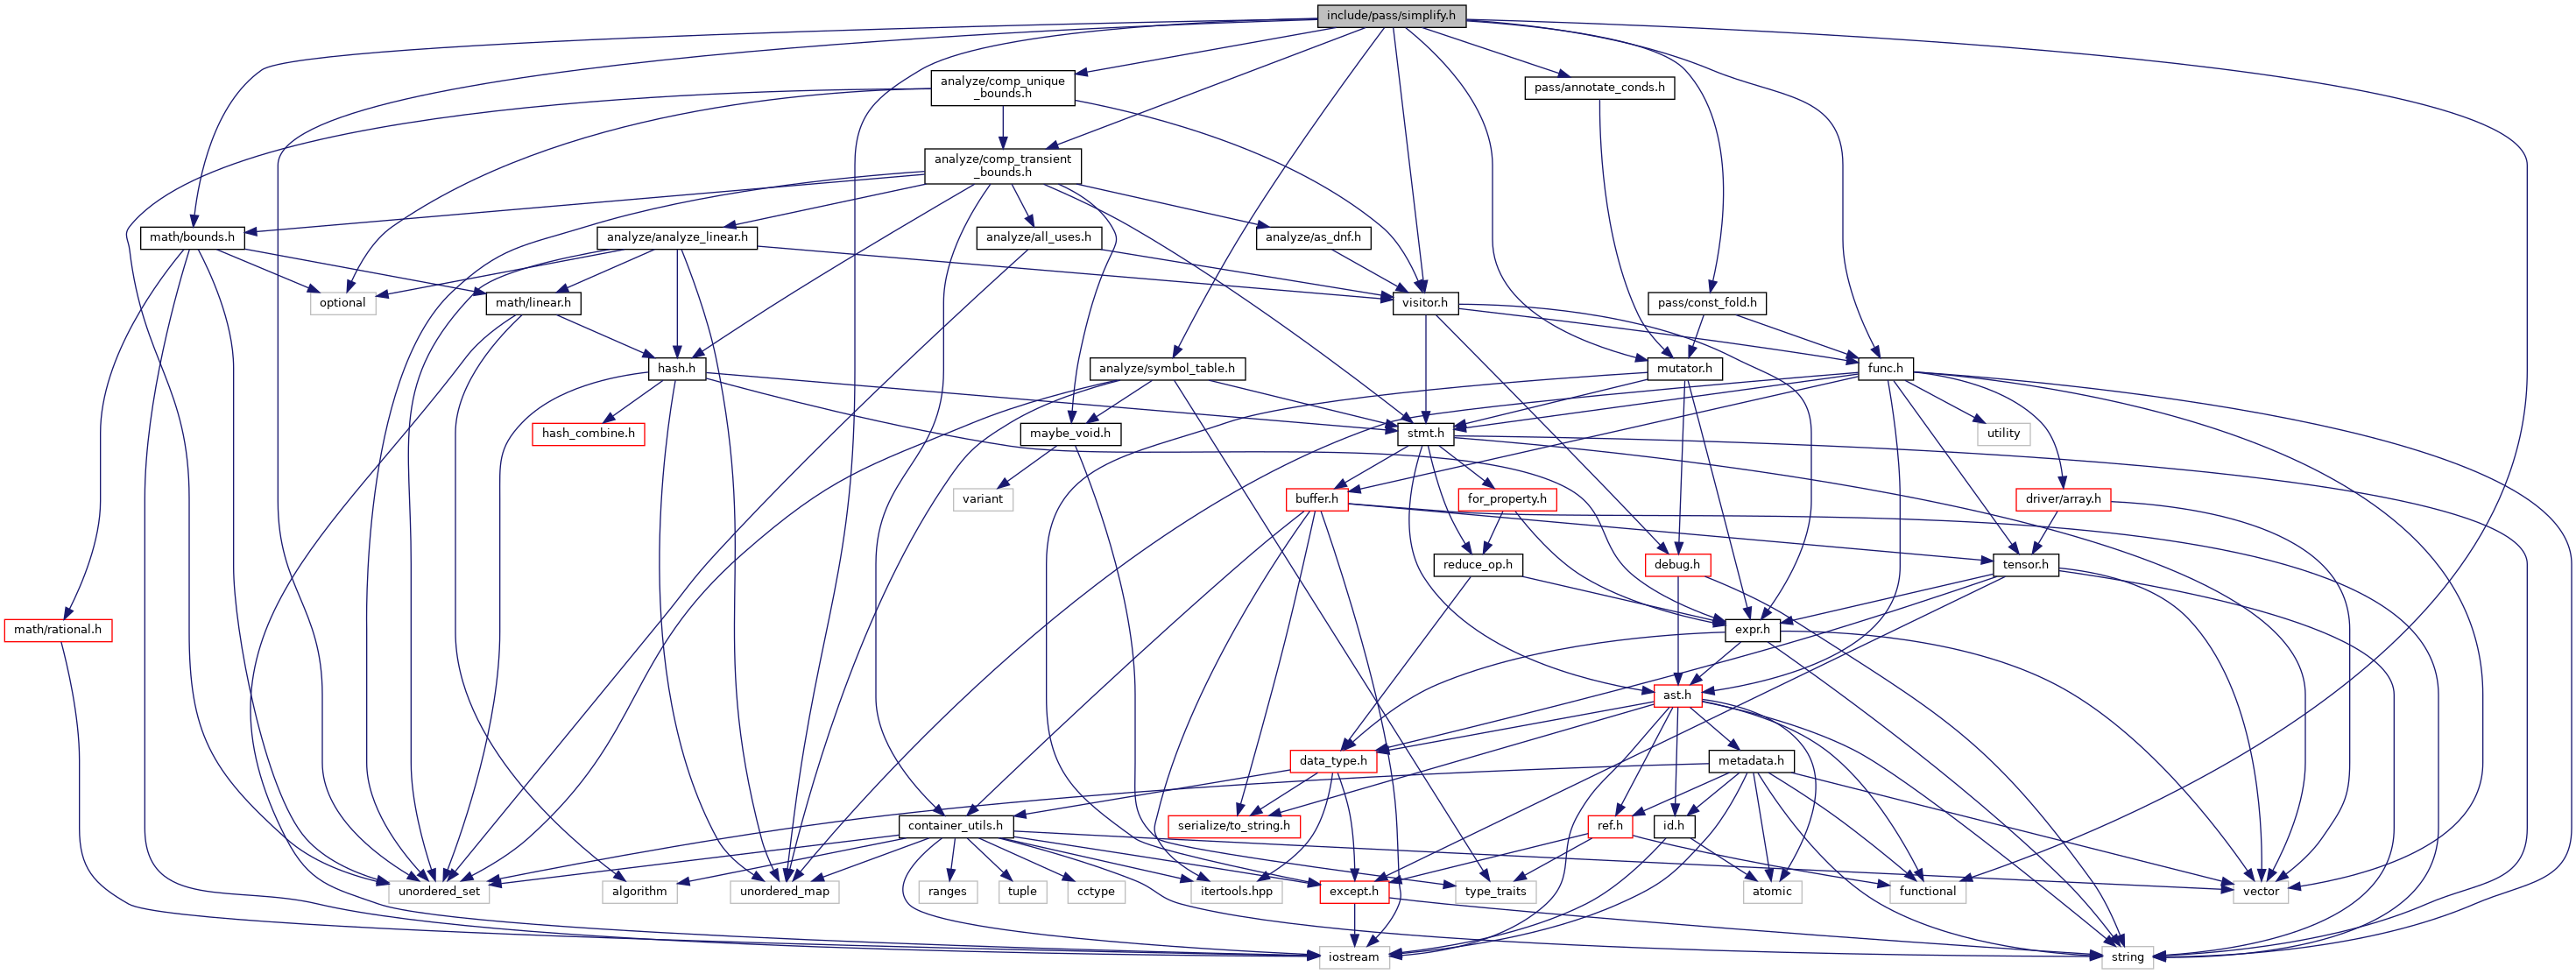 include/pass/simplify.h
analyze/comp_unique
_bounds.h
pass/annotate_conds.h
analyze/comp_transient
_bounds.h
math/bounds.h
analyze/analyze_linear.h
analyze/all_uses.h
analyze/as_dnf.h
optional
math/linear.h
visitor.h
pass/const_fold.h
hash.h
analyze/symbol_table.h
mutator.h
func.h
hash_combine.h
maybe_void.h
stmt.h
utility
variant
buffer.h
for_property.h
driver/array.h
reduce_op.h
debug.h
tensor.h
math/rational.h
expr.h
ast.h
data_type.h
metadata.h
container_utils.h
serialize/to_string.h
ref.h
id.h
unordered_set
algorithm
unordered_map
ranges
tuple
cctype
itertools.hpp
except.h
type_traits
atomic
functional
vector
iostream
string